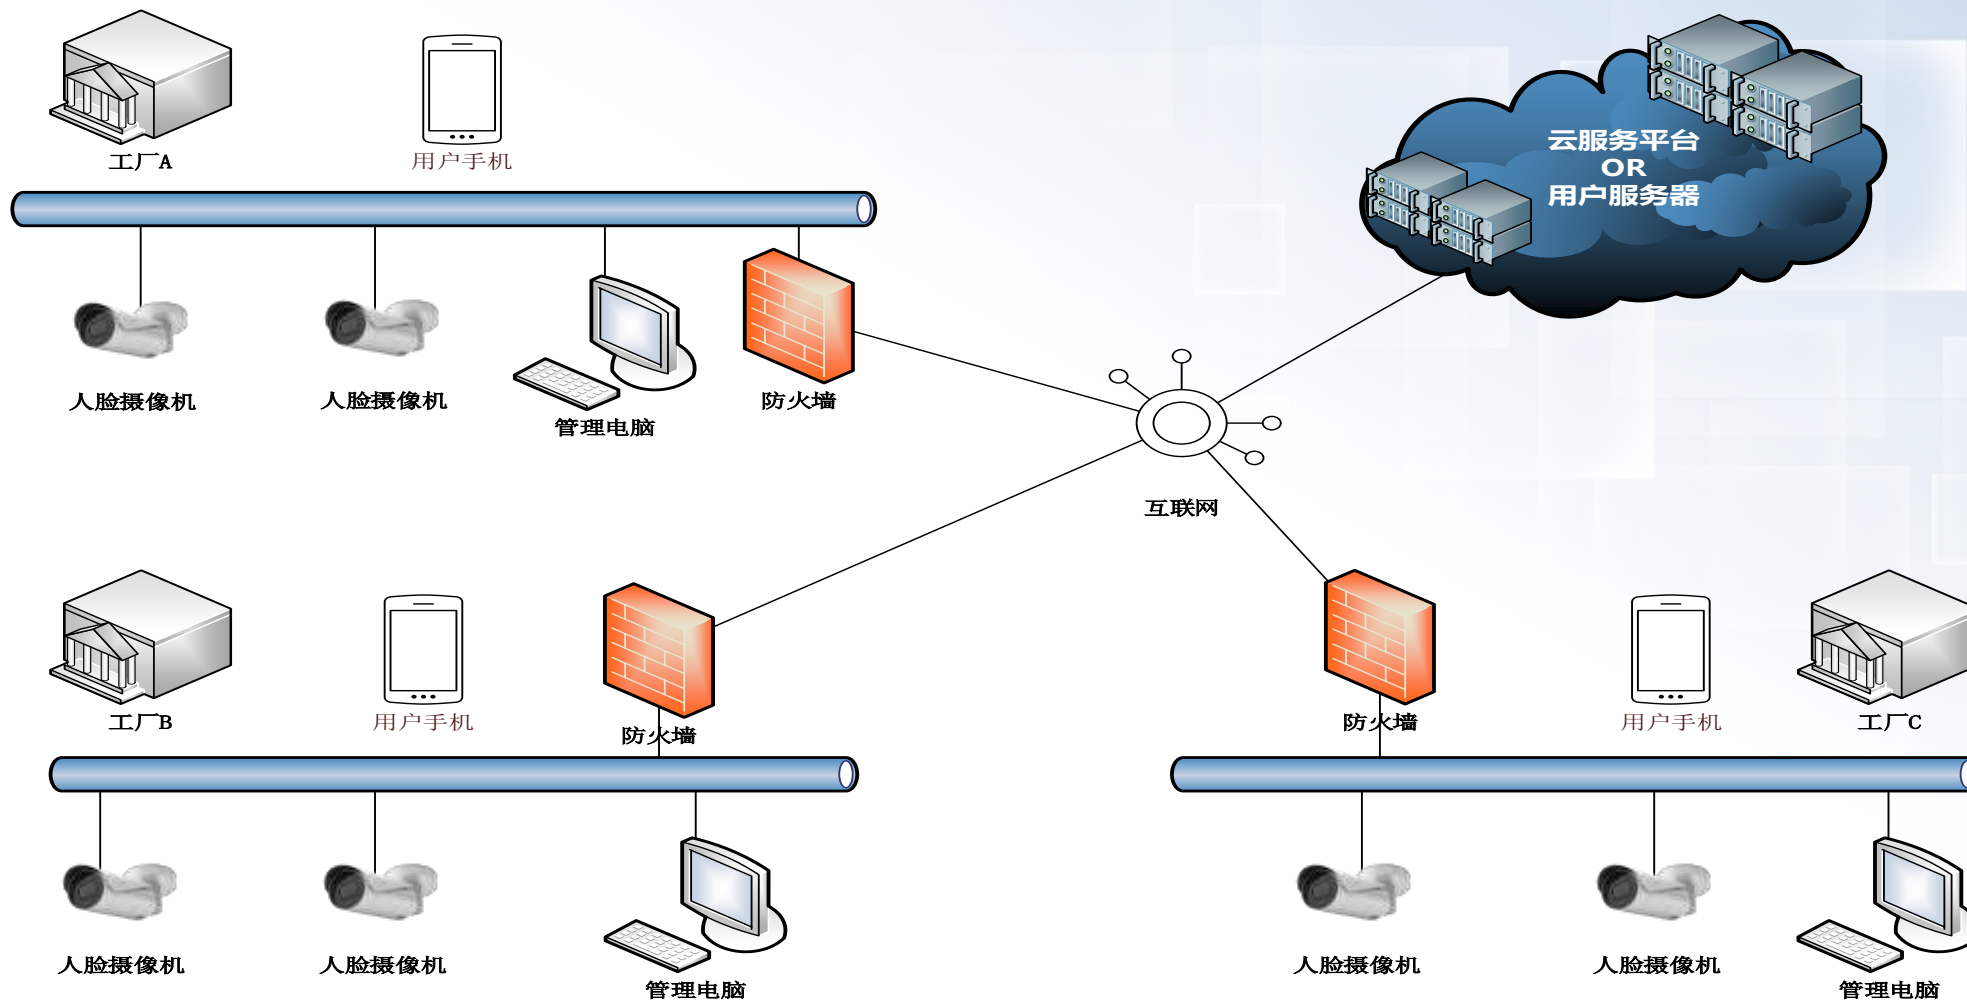 工厂A
用户手机
云服务平台
OR
用户服务器
人脸摄像机
人脸摄像机
管理电脑
防火墙
互联网
工厂B
用户手机
防火墙
防火墙
用户手机
工厂C
人脸摄像机
人脸摄像机
管理电脑
人脸摄像机
人脸摄像机
管理电脑